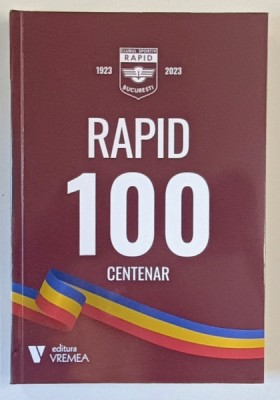 CLUBUL SPORTIV
1923 RAPID 2023
BUCUREȘTI
RAPID
100
CENTENAR
editura
VREMEA